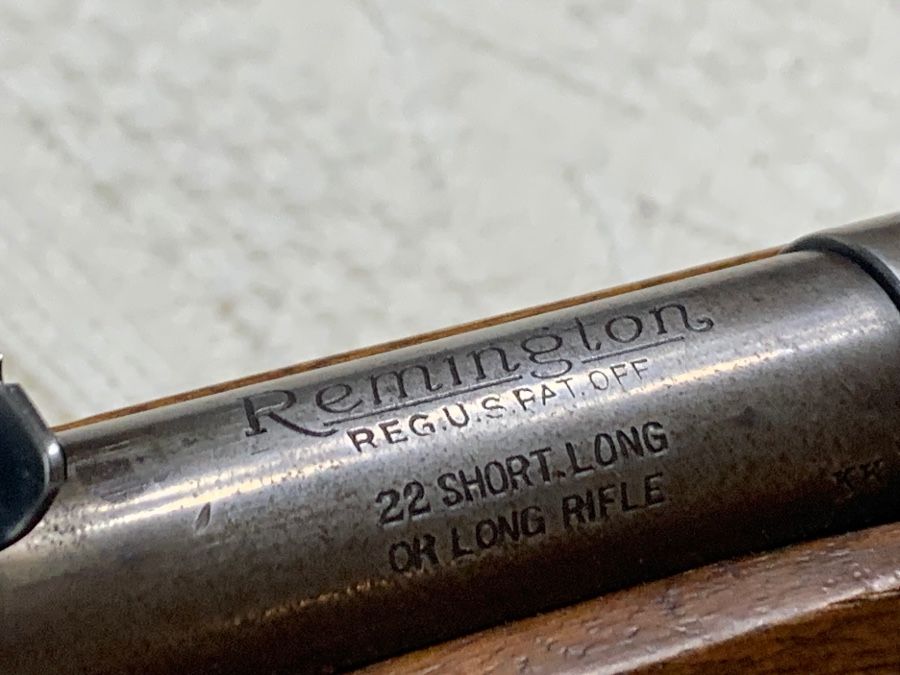 Remington
REG.U.S.PAT.OFF
22 SHORT.LONG
OR LONG RIFLE